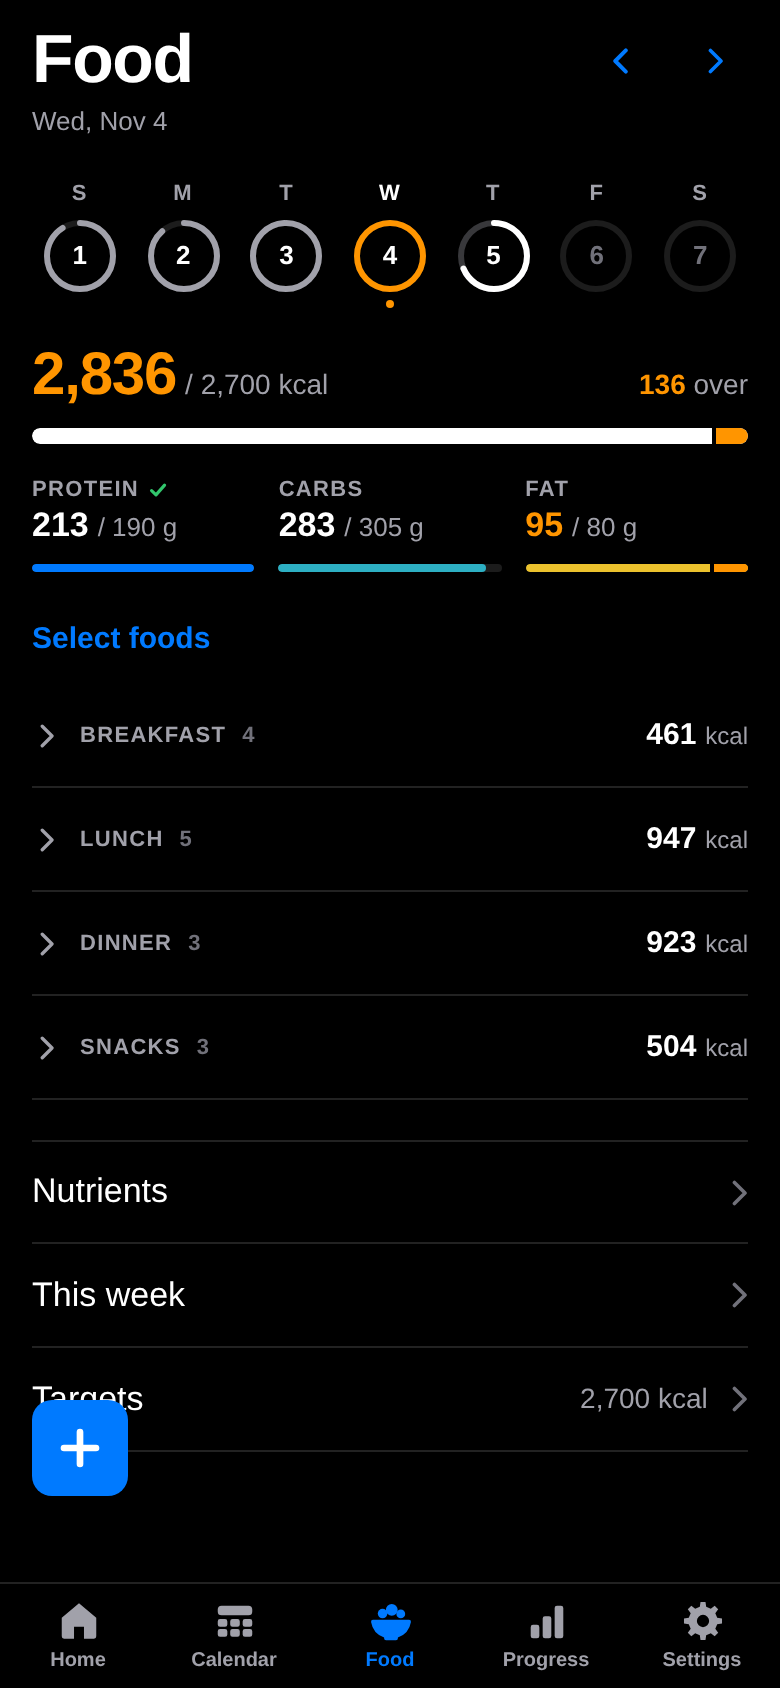 Food
Wed, Nov 4
S M T W T F S
1 2 3 4 5 6 7
2,836 / 2,700 kcal 136 over
PROTEIN CARBS FAT
213 / 190 g 283 / 305 g 95 / 80 g
Select foods
BREAKFAST 4 461 kcal
LUNCH 5 947 kcal
DINNER 3 923 kcal
SNACKS 3 504 kcal
Nutrients
This week
Targets 2,700 kcal
Home Calendar Food Progress Settings